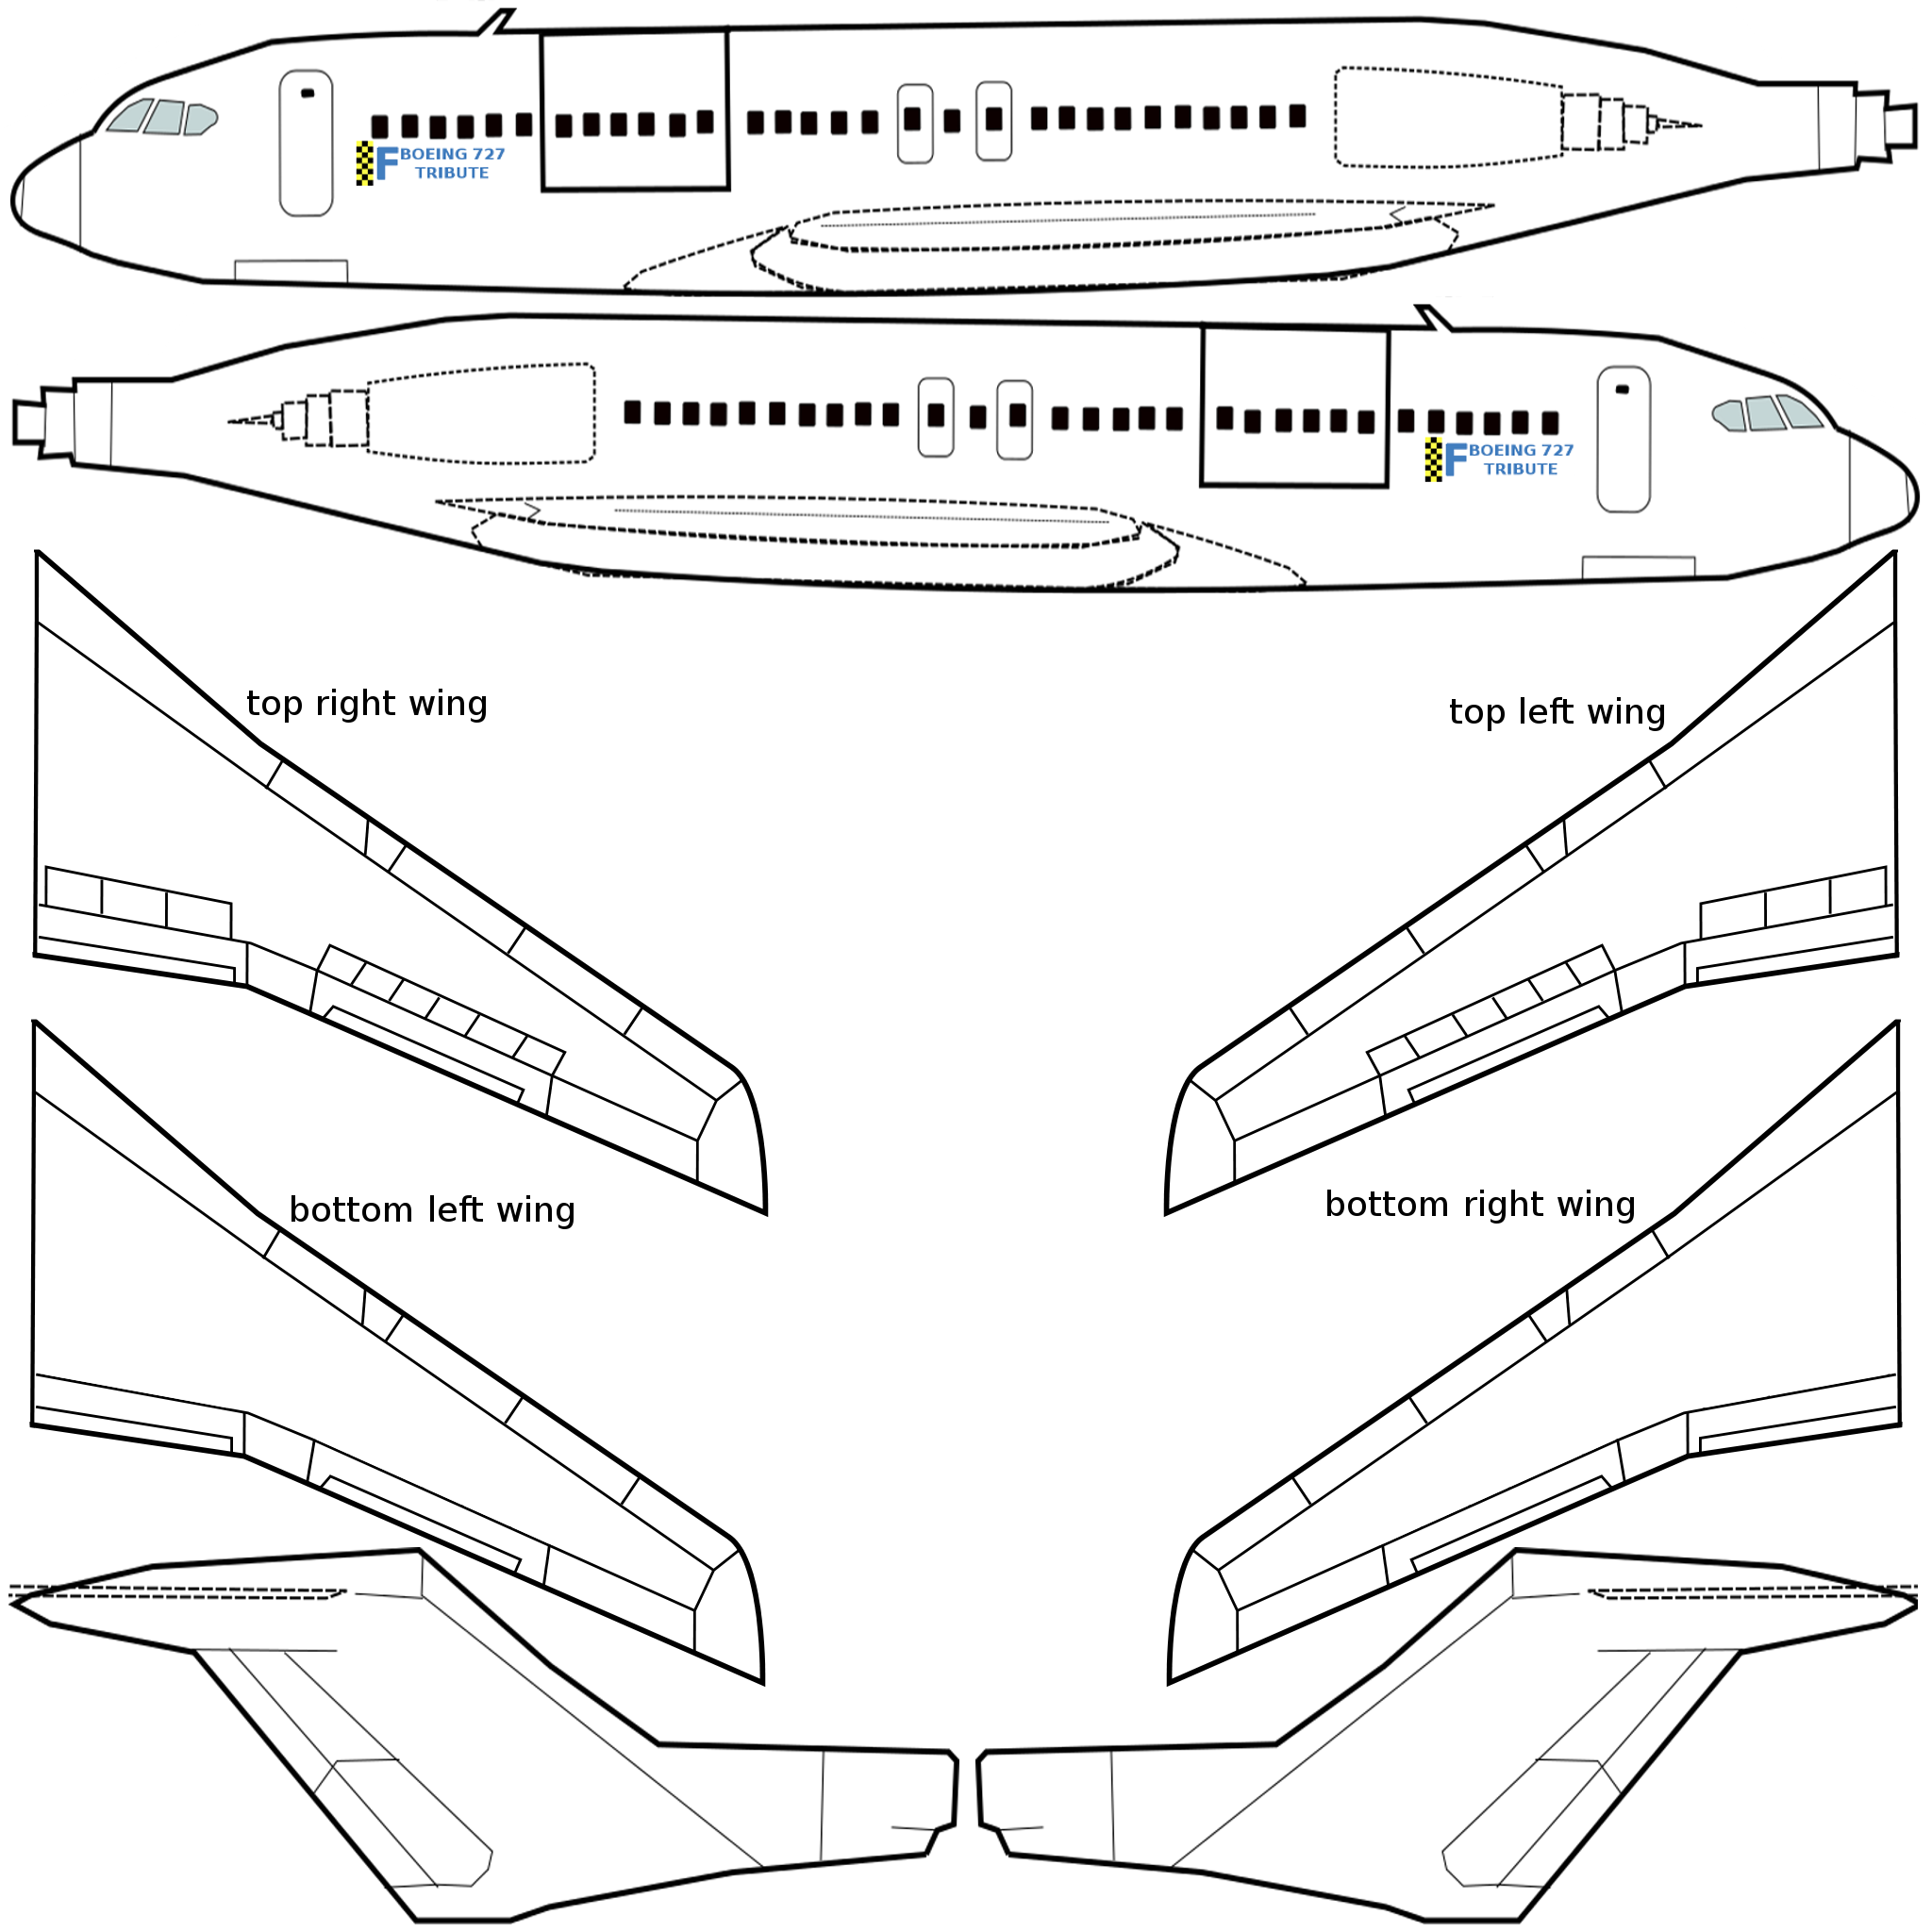 F BOEING 727
TRIBUTE
F BOEING 727
TRIBUTE
top right wing
top left wing
bottom left wing
bottom right wing